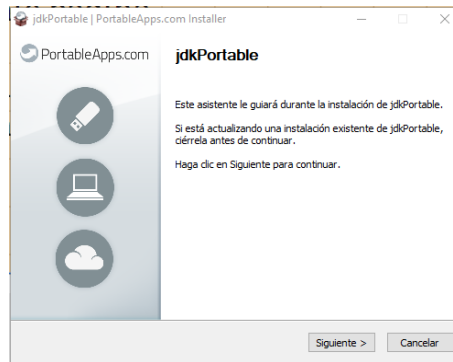 jdkPortable | PortableApps.com Installer
PortableApps.com
jdkPortable
Este asistente le guiará durante la instalación de jdkPortable.
Si está actualizando una instalación existente de jdkPortable,
ciérrela antes de continuar.
Haga clic en Siguiente para continuar.
Siguiente >
Cancelar